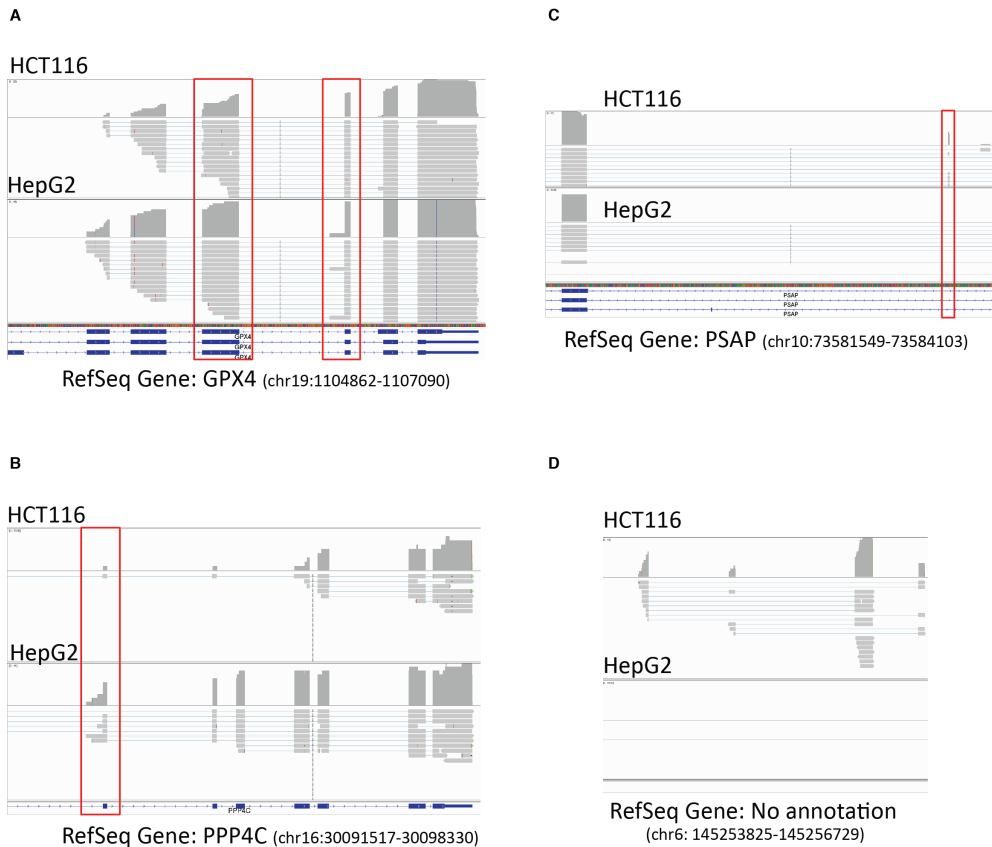 A
HCT116
HepG2
GPX4
GPX4
GPX4
RefSeq Gene: GPX4 (chr19:1104862-1107090)
C
HCT116
HepG2
PSAP
PSAP
PSAP
RefSeq Gene: PSAP (chr10:73581549-73584103)
B
HCT116
HepG2
PPP4C
RefSeq Gene: PPP4C (chr16:30091517-30098330)
D
HCT116
HepG2
RefSeq Gene: No annotation
(chr6: 145253825-145256729)